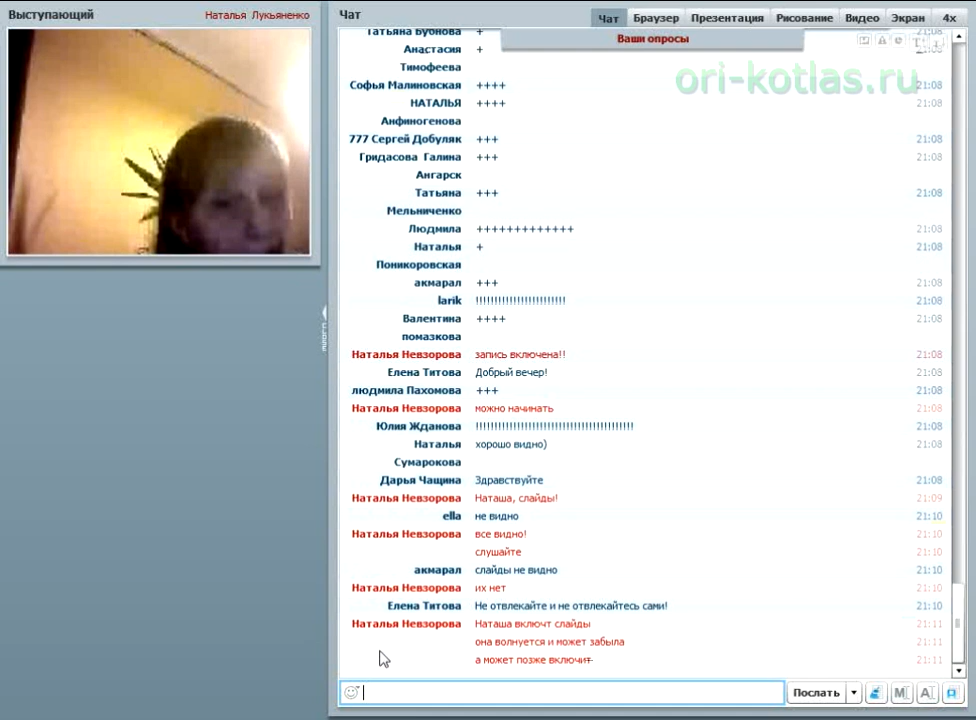 Выступающий Наталья Лукьяненко
Чат
Чат Браузер Презентация Рисование Видео Экран 4x
Ваши опросы
ori-kotlas.ru
Татьяна Бубнова +
Анастасия + 21:08
Тимофеева
Софья Малиновская ++++ 21:08
НАТАЛЬЯ ++++ 21:08
Анфиногенова
777 Сергей Добуляк +++ 21:08
Гридасова Галина +++ 21:08
Ангарск
Татьяна +++ 21:08
Мельниченко
Людмила +++++++++++++ 21:08
Наталья + 21:08
Поникоровская
акмарал +++ 21:08
larik !!!!!!!!!!!!!!!!!!!!!!!! 21:08
Валентина ++++ 21:08
помазкова
Наталья Невзорова запись включена!! 21:08
Елена Титова Добрый вечер! 21:08
людмила Пахомова +++ 21:08
Наталья Невзорова можно начинать 21:08
Юлия Жданова !!!!!!!!!!!!!!!!!!!!!!!!!!!!!!!!!!!!!!!!! 21:08
Наталья хорошо видно) 21:08
Сумарокова
Дарья Чащина Здравствуйте 21:08
Наталья Невзорова Наташа, слайды! 21:09
ella не видно 21:10
Наталья Невзорова все видно! 21:10
слушайте 21:10
акмарал слайды не видно 21:10
Наталья Невзорова их нет 21:10
Елена Титова Не отвлекайте и не отвлекайтесь сами! 21:10
Наталья Невзорова Наташа включт слайды 21:11
она волнуется и может забыла 21:11
а может позже включит 21:11
Послать